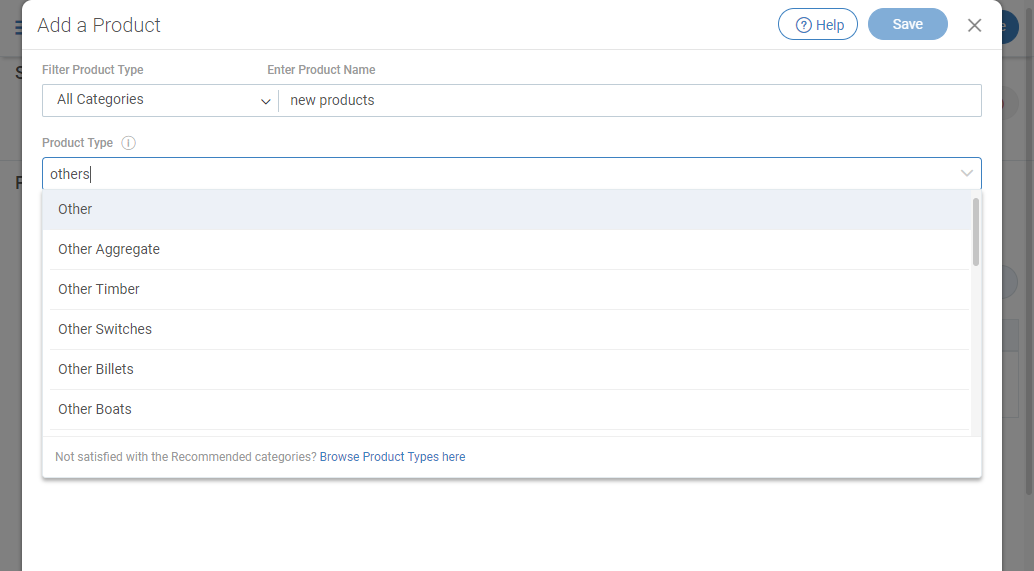 Add a Product
Help
Save
Filter Product Type
Enter Product Name
All Categories
new products
Product Type
others
Other
Other Aggregate
Other Timber
Other Switches
Other Billets
Other Boats
Not satisfied with the Recommended categories? Browse Product Types here